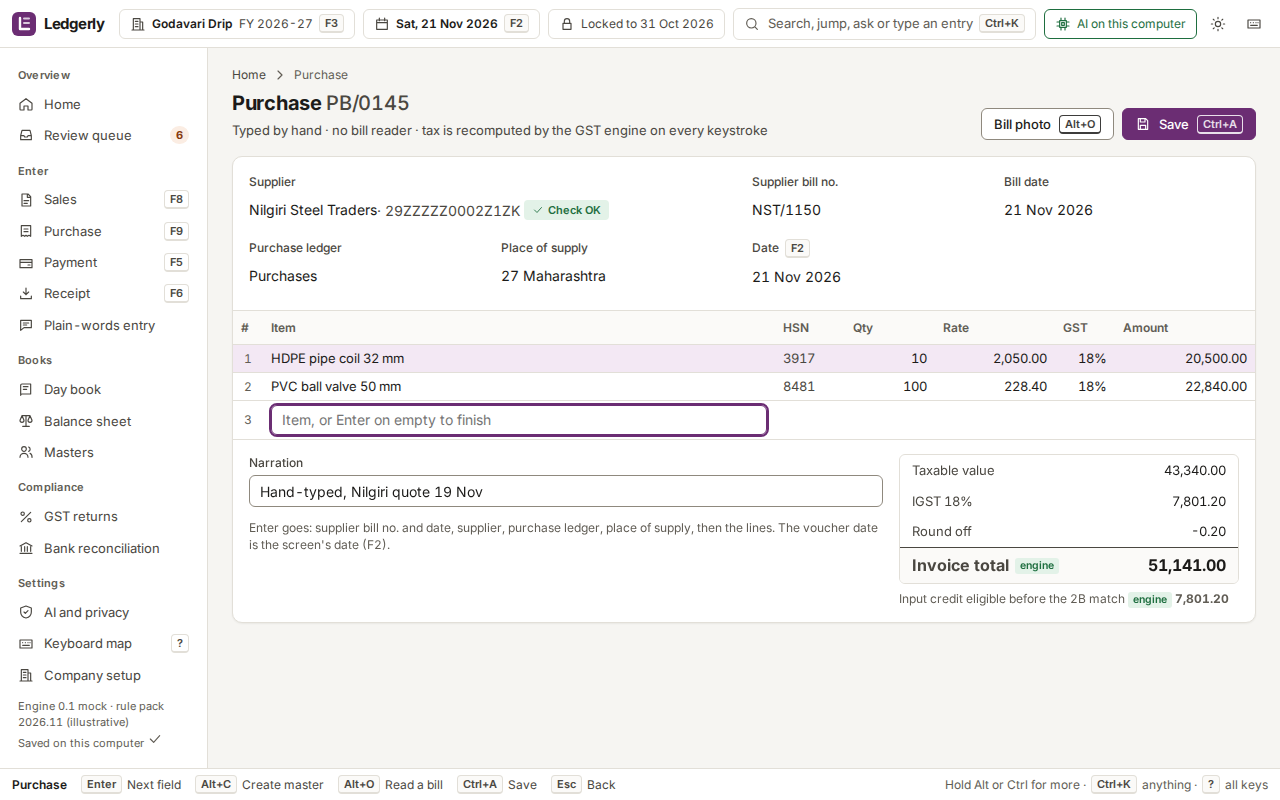 Ledgerly
Godavari Drip FY 2026-27 F3
Sat, 21 Nov 2026 F2
Locked to 31 Oct 2026
Search, jump, ask or type an entry Ctrl+K
AI on this computer
Overview
Home
Review queue 6
Enter
Sales F8
Purchase F9
Payment F5
Receipt F6
Plain-words entry
Books
Day book
Balance sheet
Masters
Compliance
GST returns
Bank reconciliation
Settings
AI and privacy
Keyboard map ?
Company setup
Engine 0.1 mock · rule pack
2026.11 (illustrative)
Saved on this computer
Home > Purchase
Purchase PB/0145
Typed by hand · no bill reader · tax is recomputed by the GST engine on every keystroke
Bill photo Alt+O
Save Ctrl+A
Supplier Supplier bill no. Bill date
Nilgiri Steel Traders · 29ZZZZZ0002Z1ZK Check OK NST/1150 21 Nov 2026
Purchase ledger Place of supply Date F2
Purchases 27 Maharashtra 21 Nov 2026
# Item HSN Qty Rate GST Amount
1 HDPE pipe coil 32 mm 3917 10 2,050.00 18% 20,500.00
2 PVC ball valve 50 mm 8481 100 228.40 18% 22,840.00
3 Item, or Enter on empty to finish
Narration
Hand-typed, Nilgiri quote 19 Nov
Enter goes: supplier bill no. and date, supplier, purchase ledger, place of supply, then the lines. The voucher date
is the screen's date (F2).
Taxable value 43,340.00
IGST 18% 7,801.20
Round off -0.20
Invoice total engine 51,141.00
Input credit eligible before the 2B match engine 7,801.20
Purchase Enter Next field Alt+C Create master Alt+O Read a bill Ctrl+A Save Esc Back
Hold Alt or Ctrl for more · Ctrl+K anything · ? all keys